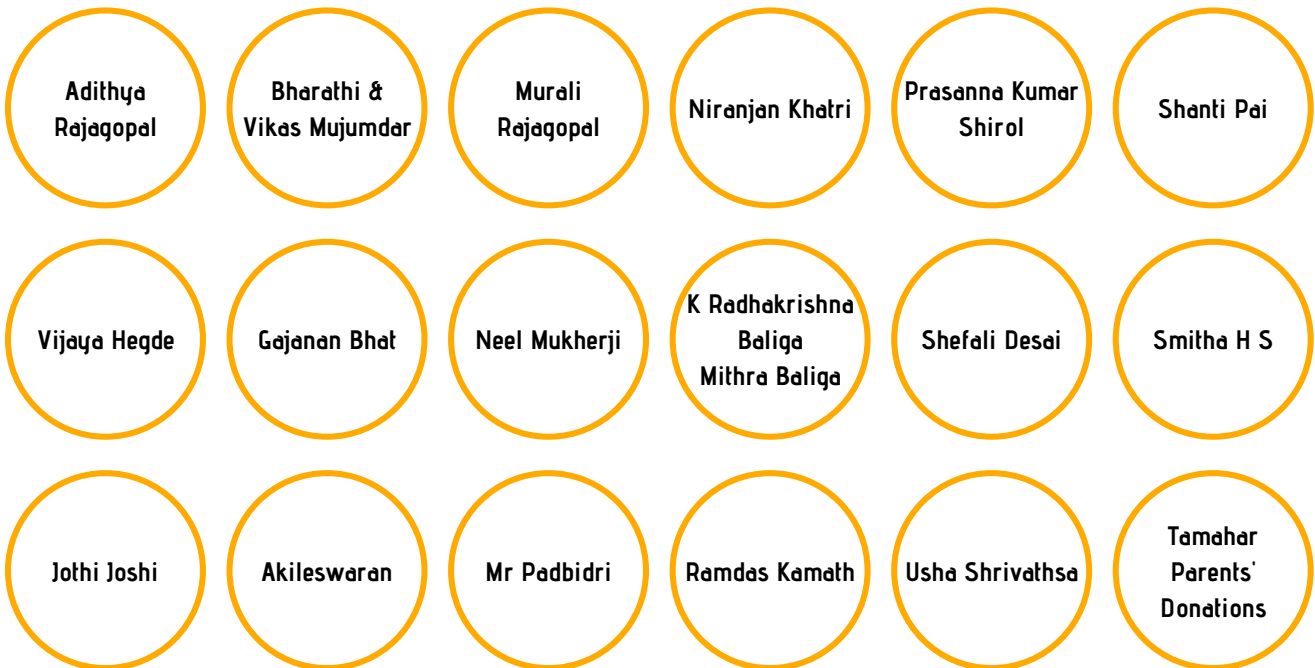 Adithya
Rajagopal
Bharathi &
Vikas Mujumdar
Murali
Rajagopal
Niranjan Khatri
Prasanna Kumar
Shirol
Shanti Pai
Vijaya Hegde
Gajanan Bhat
Neel Mukherji
K Radhakrishna
Baliga
Mithra Baliga
Shefali Desai
Smitha H S
Jothi Joshi
Akileswaran
Mr Padbidri
Ramdas Kamath
Usha Shrivathsa
Tamahar
Parents'
Donations